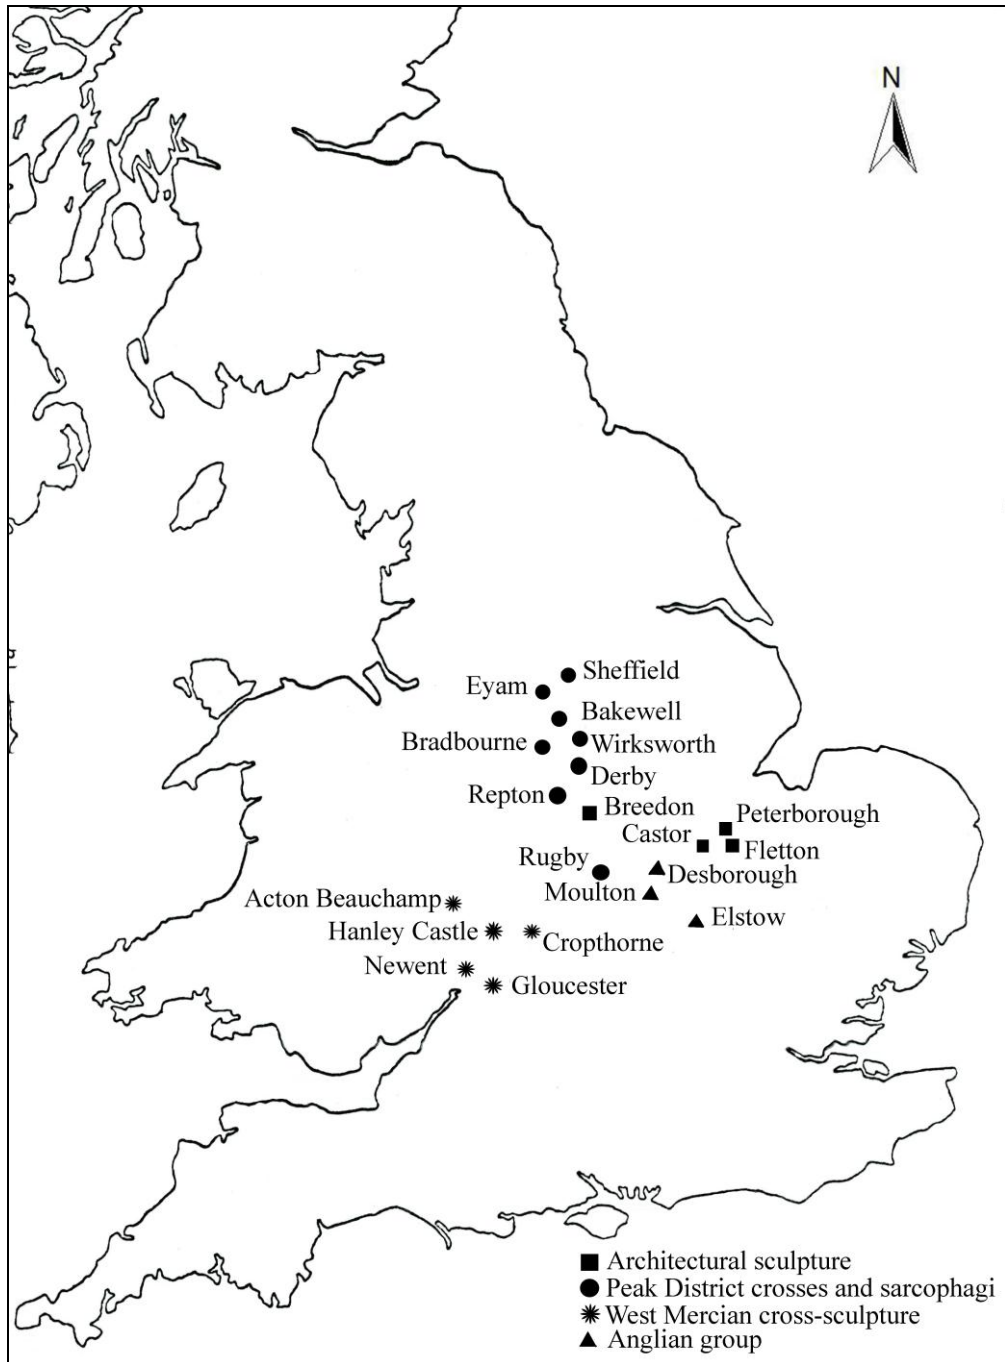 N
Sheffield
Eyam
Bakewell
Bradbourne
Wirksworth
Derby
Repton
Breedon
Peterborough
Castor
Fletton
Rugby
Desborough
Moulton
Acton Beauchamp
Elstow
Hanley Castle
Cropthorne
Newent
Gloucester
Architectural sculpture
Peak District crosses and sarcophagi
West Mercian cross-sculpture
Anglian group